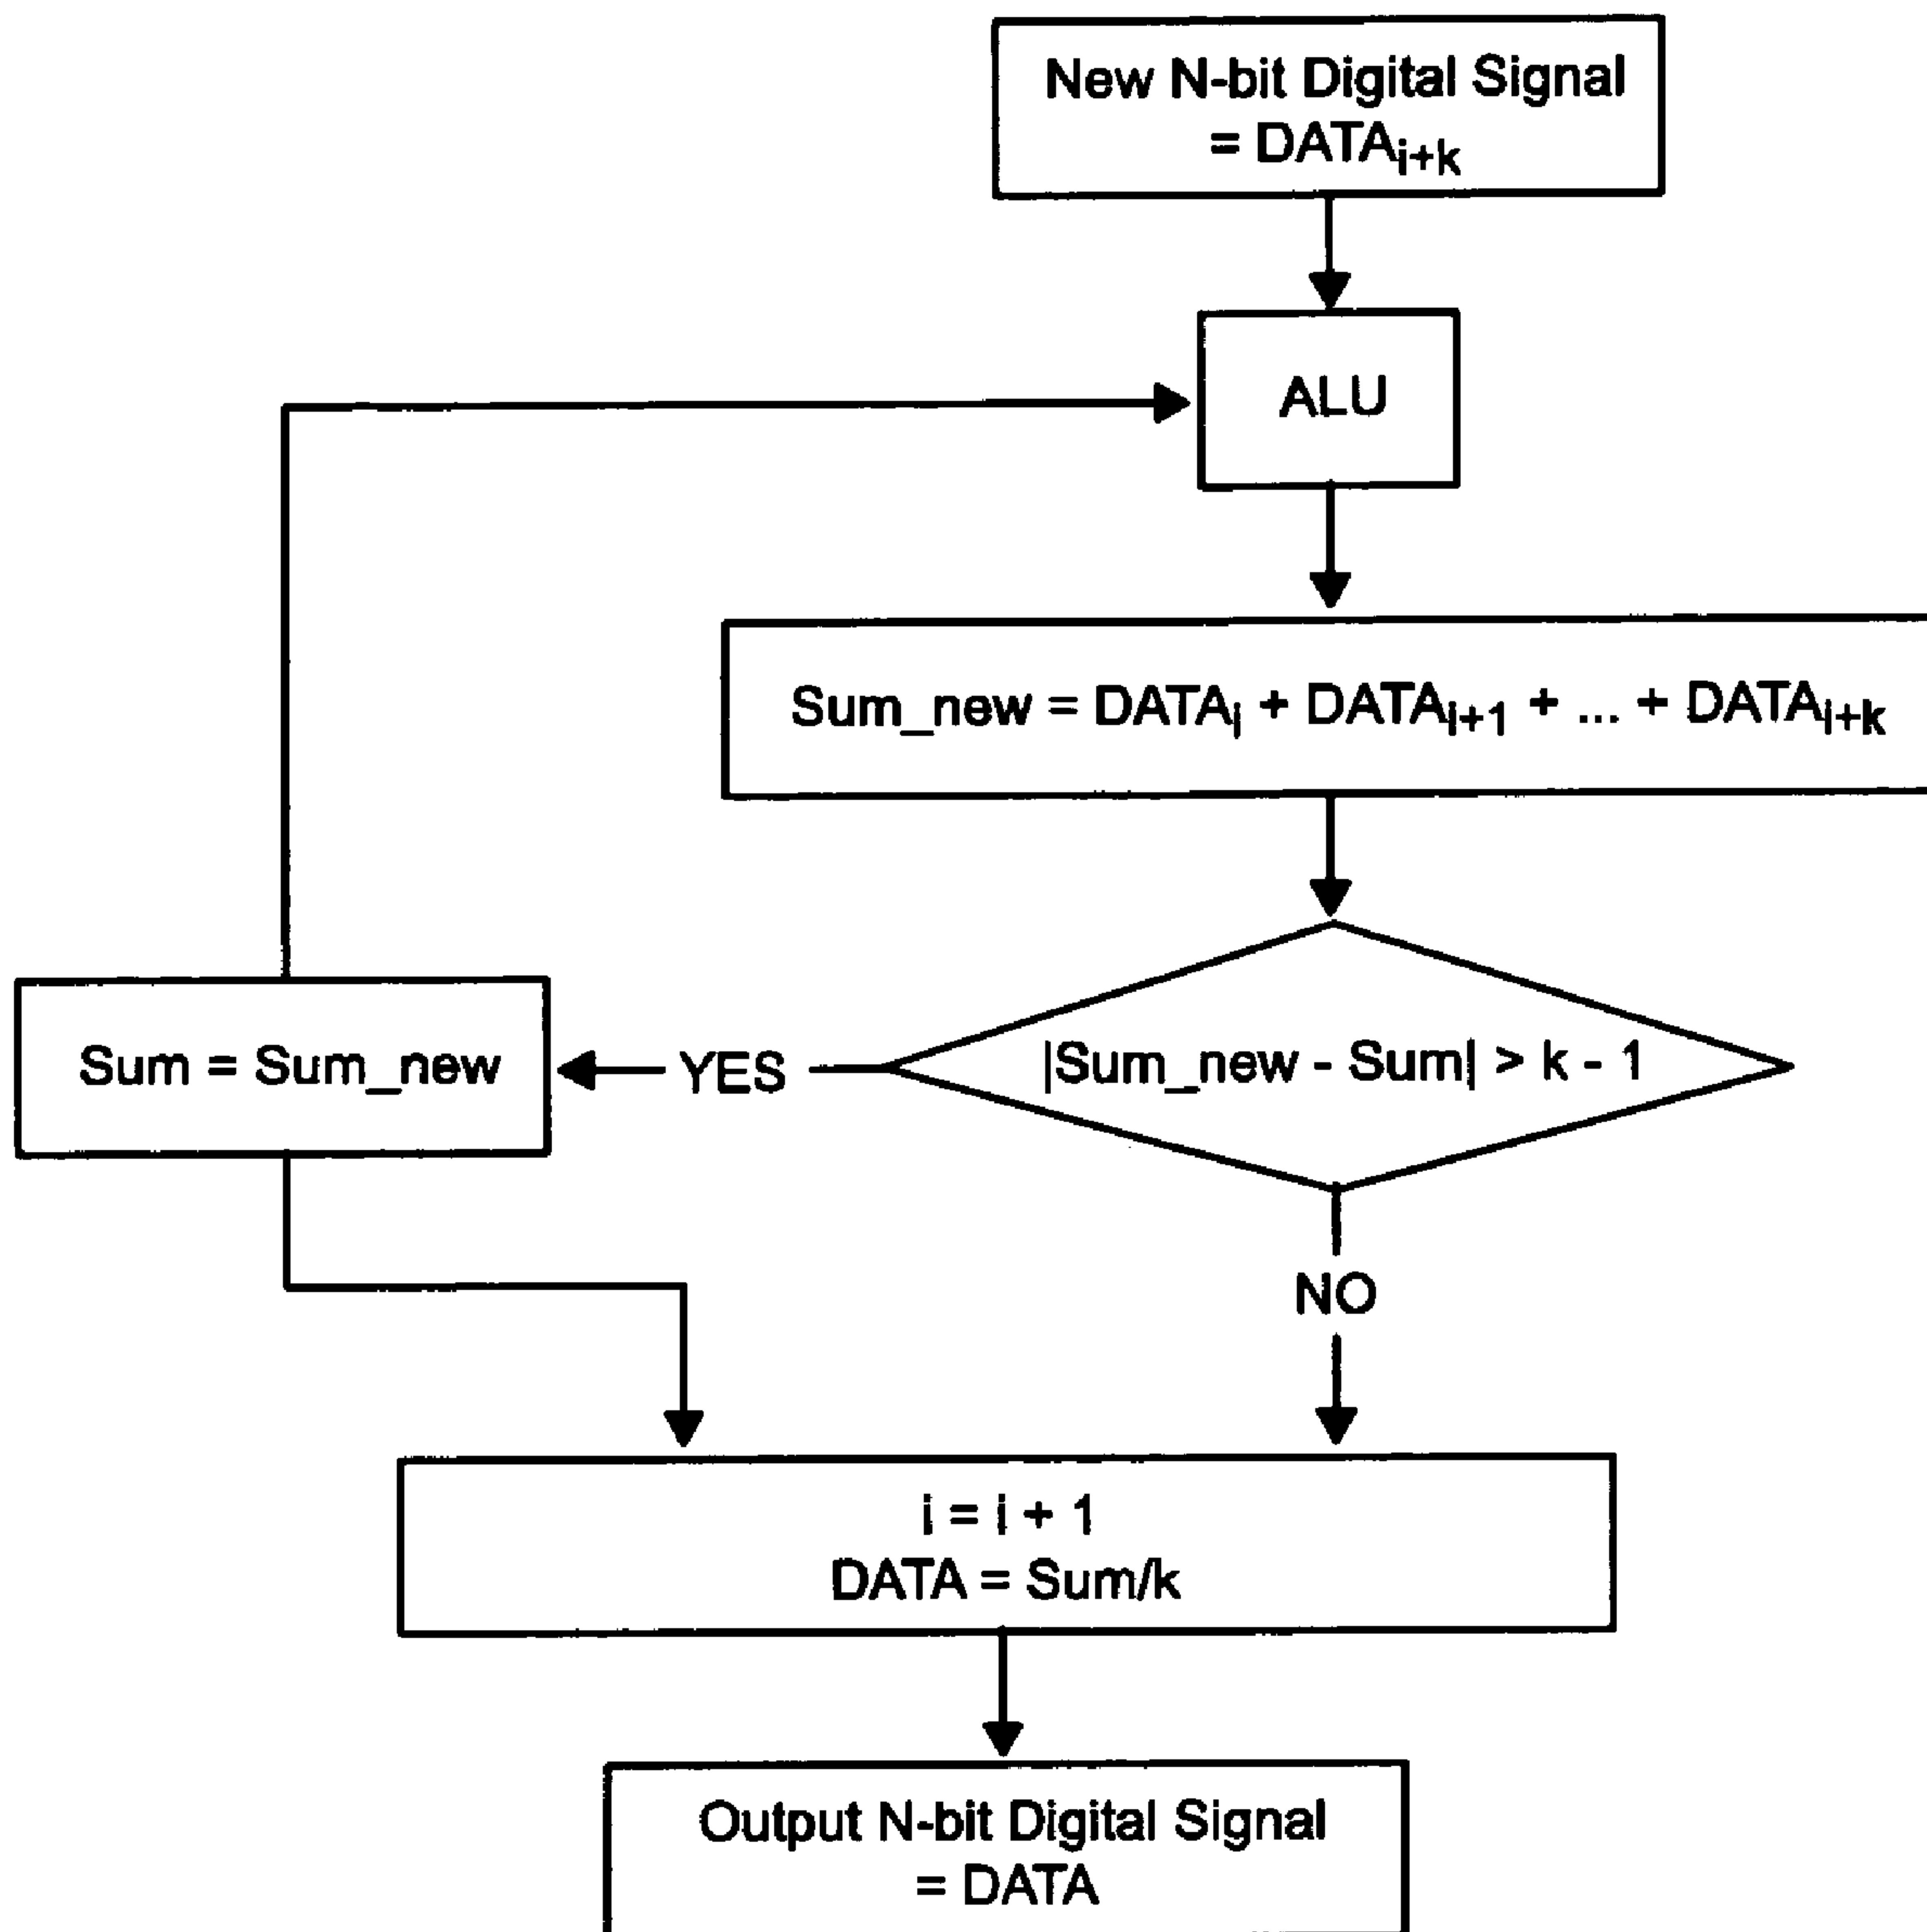 New N-bit Digital Signal
= DATAi+k
ALU
Sum_new = DATAi + DATAi+1 + ... + DATAi+k
|Sum_new - Sum| > k - 1
YES
Sum = Sum_new
NO
i = i + 1
DATA = Sum/k
Output N-bit Digital Signal
= DATA